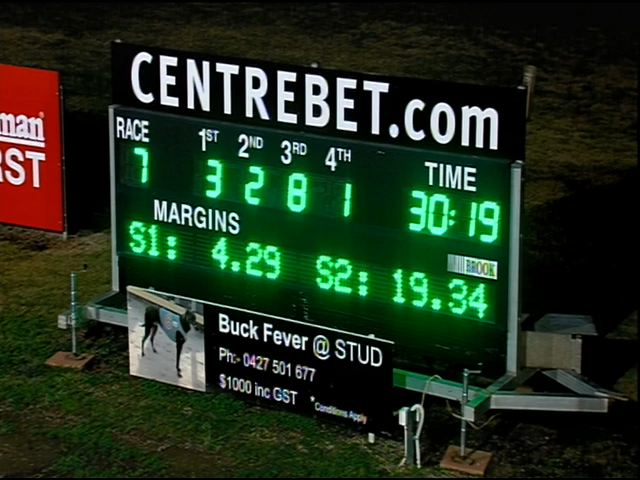 CENTREBET.com
RACE 1ST 2ND 3RD 4TH TIME
7 3 2 8 1 30:19
MARGINS
BROOK
S1: 4.29 S2: 19.34
man
RST
Buck Fever @ STUD
Ph:- 0427 501 677
$1000 inc GST *Conditions Apply